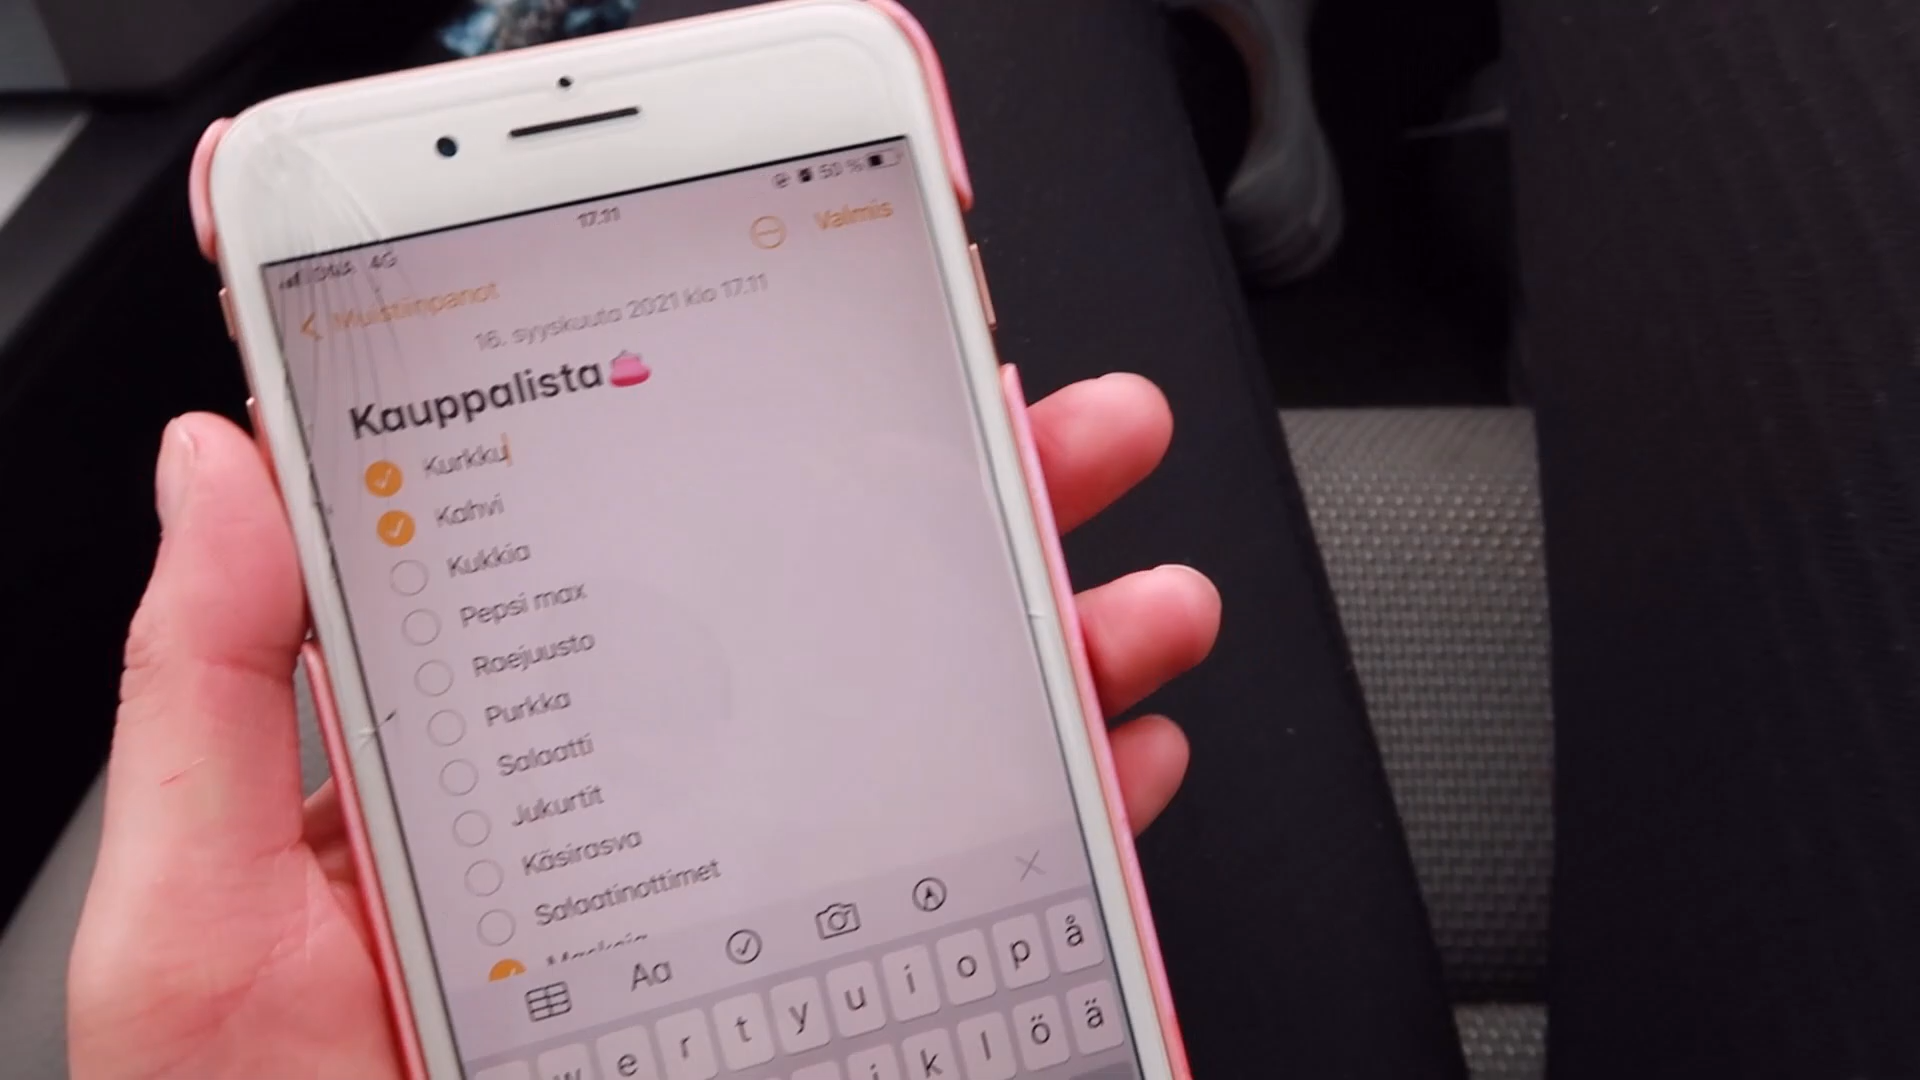 DNA 4G
17.11
50 %
Muistiinpanot
Valmis
16. syyskuuta 2021 klo 17.11
Kauppalista
Kurkku
Kahvi
Kukkia
Pepsi max
Raejuusto
Purkka
Salaatti
Jukurtit
Käsirasva
Salaatinottimet
Aa
w e r t y u i o p å
k l ö ä